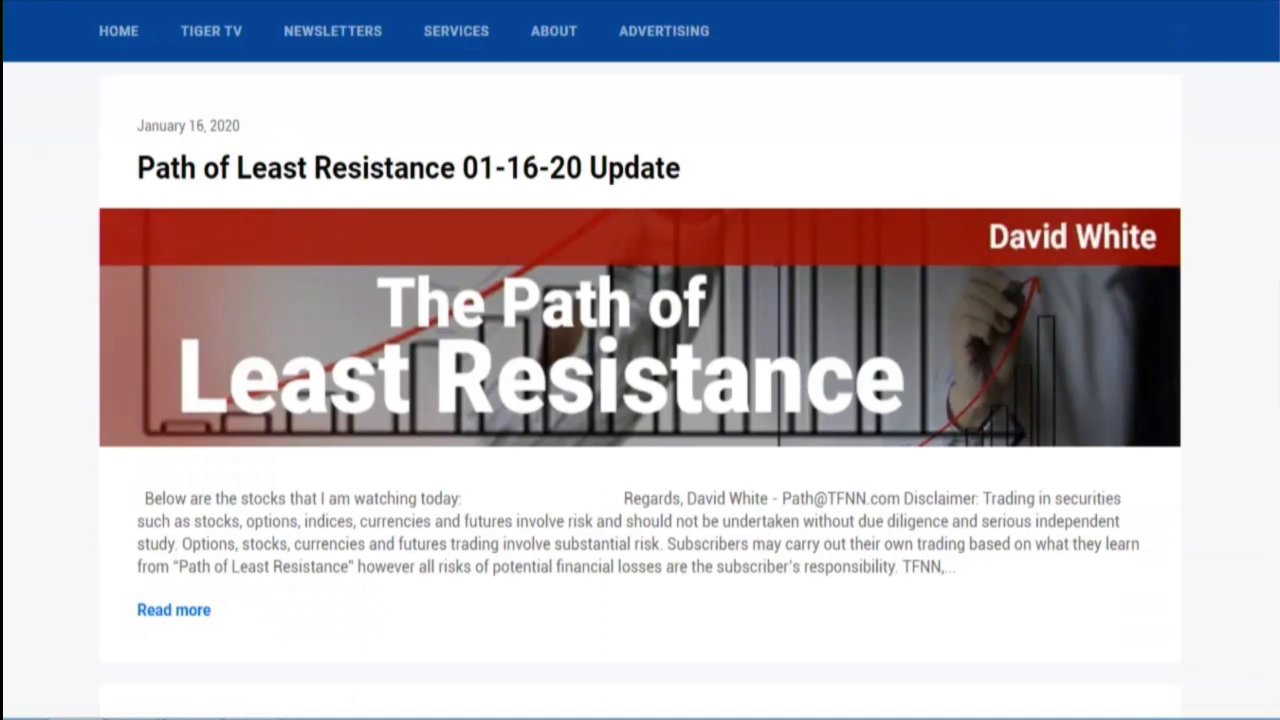 HOME TIGER TV NEWSLETTERS SERVICES ABOUT ADVERTISING
January 16, 2020
Path of Least Resistance 01-16-20 Update
David White
The Path of
Least Resistance
Below are the stocks that I am watching today: Regards, David White - Path@TFNN.com Disclaimer: Trading in securities
such as stocks, options, indices, currencies and futures involve risk and should not be undertaken without due diligence and serious independent
study. Options, stocks, currencies and futures trading involve substantial risk. Subscribers may carry out their own trading based on what they learn
from “Path of Least Resistance” however all risks of potential financial losses are the subscriber’s responsibility. TFNN,...
Read more